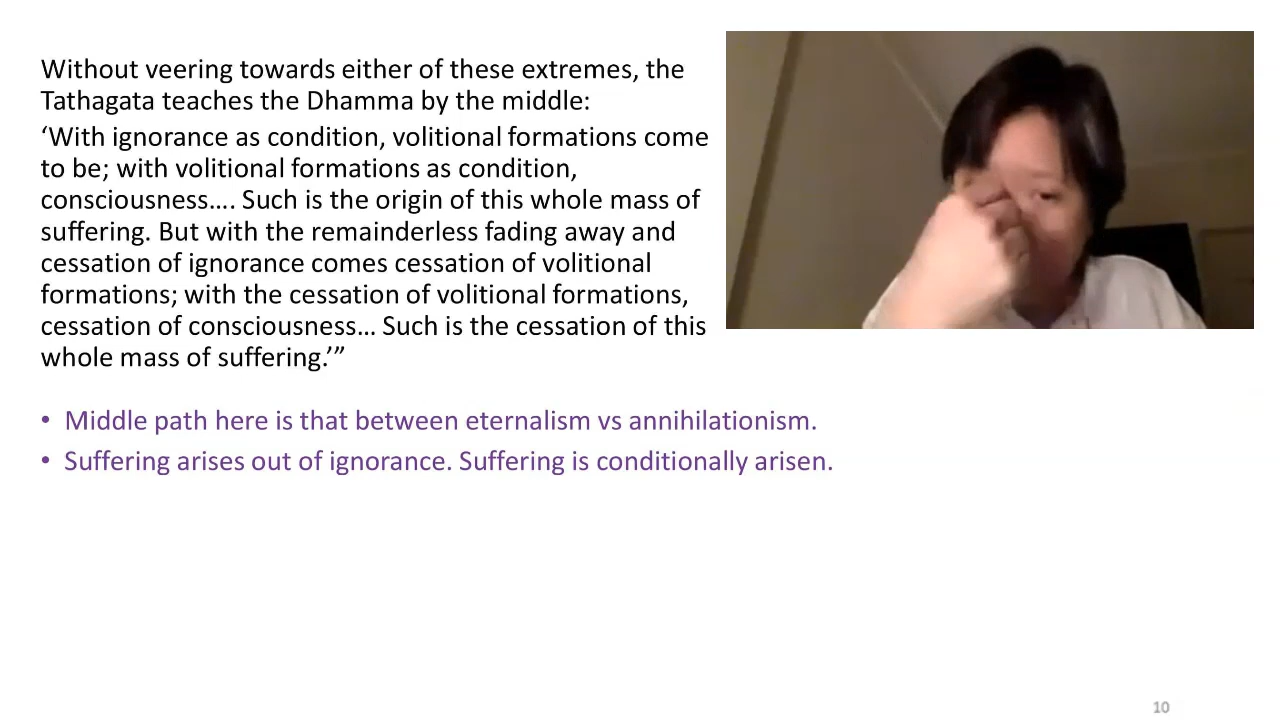 Without veering towards either of these extremes, the
Tathagata teaches the Dhamma by the middle:
‘With ignorance as condition, volitional formations come
to be; with volitional formations as condition,
consciousness…. Such is the origin of this whole mass of
suffering. But with the remainderless fading away and
cessation of ignorance comes cessation of volitional
formations; with the cessation of volitional formations,
cessation of consciousness… Such is the cessation of this
whole mass of suffering.’”
• Middle path here is that between eternalism vs annihilationism.
• Suffering arises out of ignorance. Suffering is conditionally arisen.
10